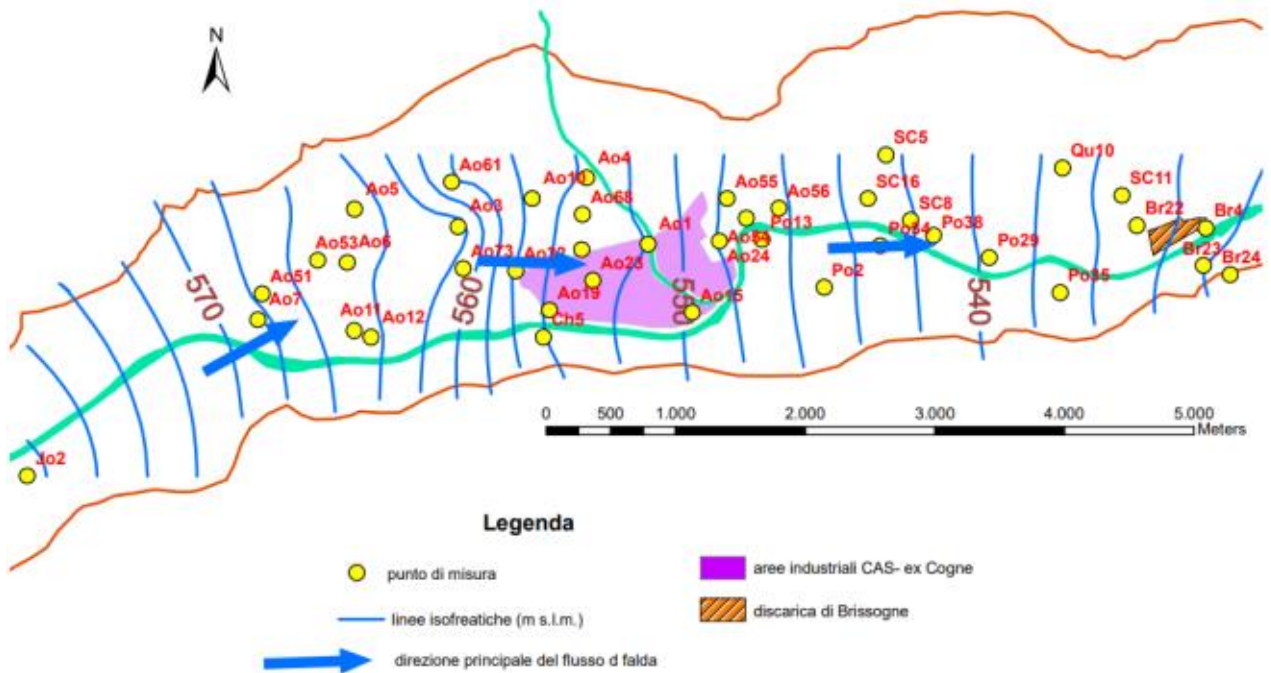 N
SC5
Ao4
Ao61
Qu10
Ao10
SC11
Ao5
Ao68
Ao55
Ao56
SC16
SC8
Br22
Br4
Ao3
Po13
Po38
Ao1
Ao54
Po34
Ao53
Ao6
Ao73
Ao24
Po29
Br23
Br24
Ao51
Ao23
570
560
550
540
Po2
Po35
Ao7
Ao19
Ao15
Ao11
Ao12
Ch5
Jo2
0 500 1.000 2.000 3.000 4.000 5.000
Meters
Legenda
punto di misura
aree industriali CAS- ex Cogne
linee isofreatiche (m s.l.m.)
discarica di Brissogne
direzione principale del flusso d falda